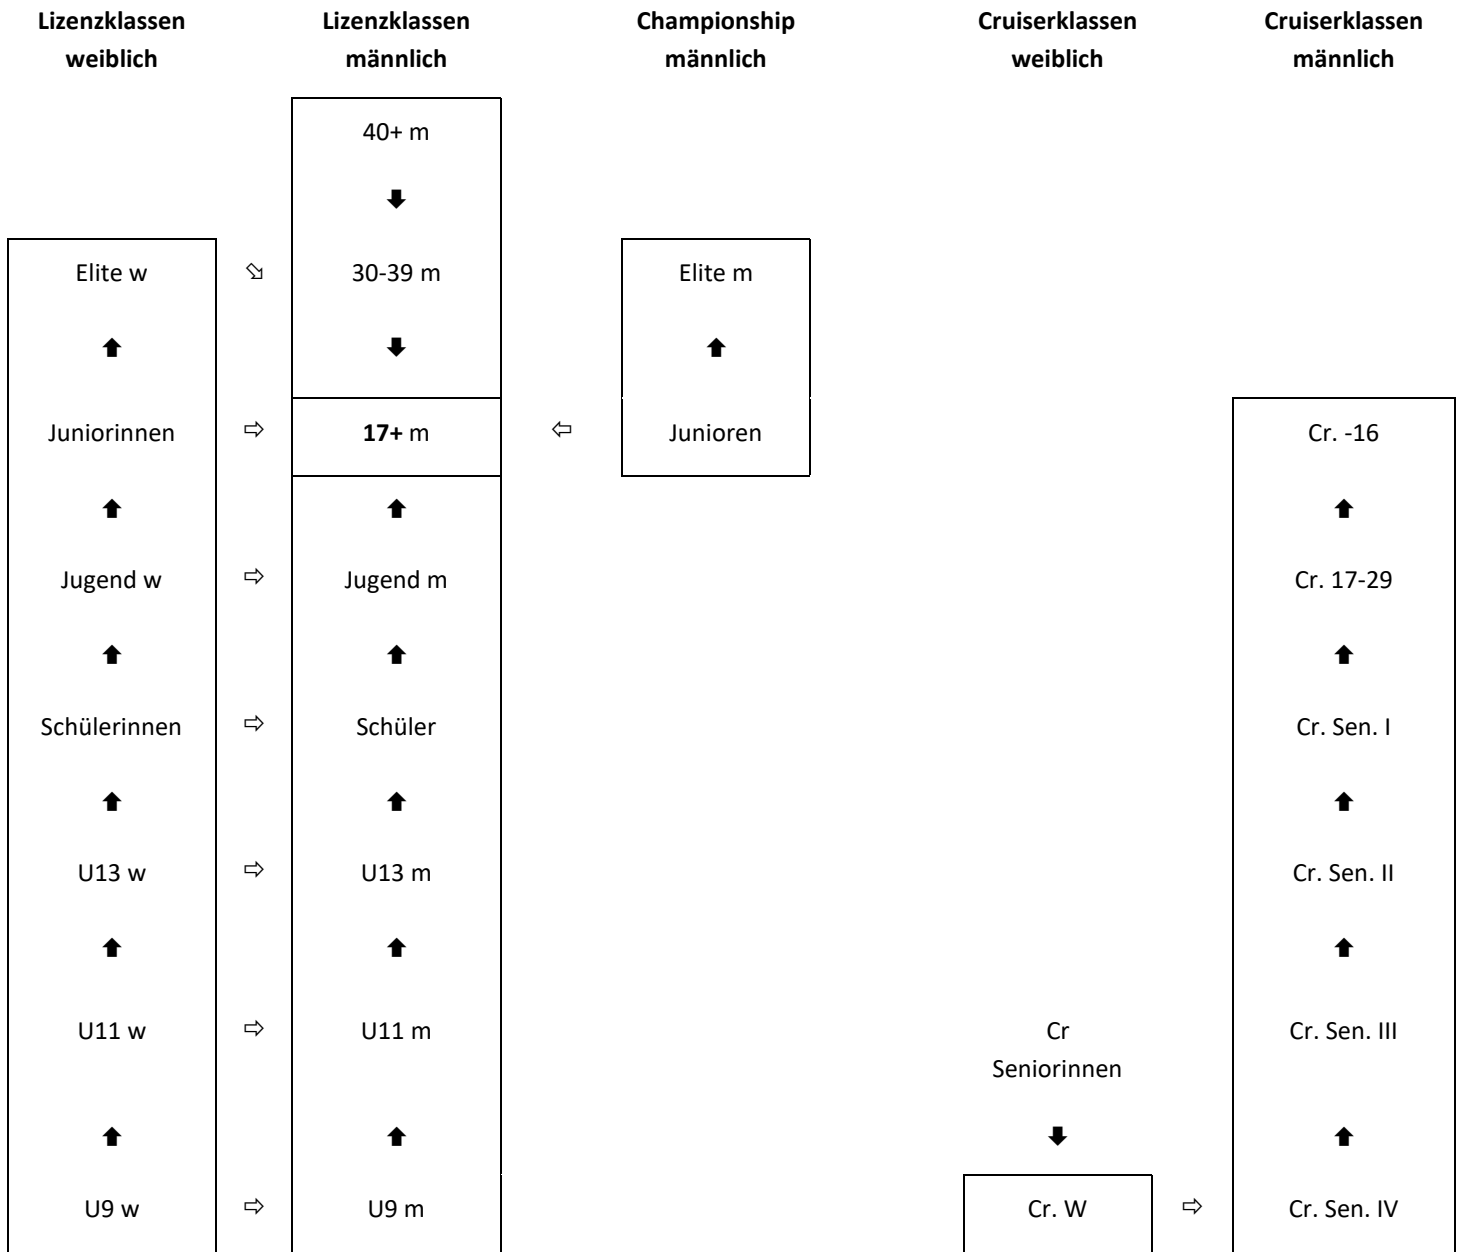 Lizenzklassen weiblich
Lizenzklassen männlich
Championship männlich
Cruiserklassen weiblich
Cruiserklassen männlich
40+ m
🡇
Elite w ⬂ 30-39 m Elite m
🡅 🡇 🡅
Juniorinnen ⇨ 17+ m ⇦ Junioren Cr. -16
🡅 🡅 🡅
Jugend w ⇨ Jugend m Cr. 17-29
🡅 🡅 🡅
Schülerinnen ⇨ Schüler Cr. Sen. I
🡅 🡅 🡅
U13 w ⇨ U13 m Cr. Sen. II
🡅 🡅 🡅
U11 w ⇨ U11 m Cr Seniorinnen Cr. Sen. III
🡅 🡅 🡇 🡅
U9 w ⇨ U9 m Cr. W ⇨ Cr. Sen. IV